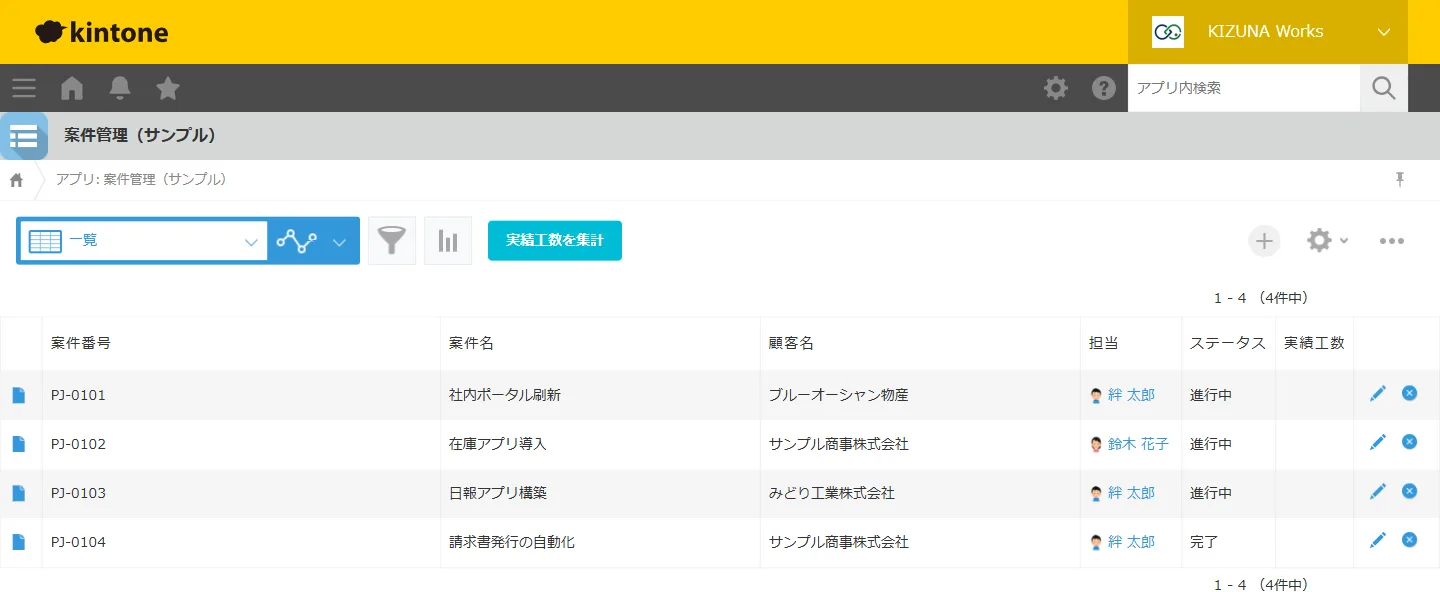 kintone
KIZUNA Works
アプリ内検索
案件管理（サンプル）
アプリ: 案件管理（サンプル）
一覧
実績工数を集計
1 - 4 （4件中）
案件番号 案件名 顧客名 担当 ステータス 実績工数
PJ-0101 社内ポータル刷新 ブルーオーシャン物産 絆 太郎 進行中
PJ-0102 在庫アプリ導入 サンプル商事株式会社 鈴木 花子 進行中
PJ-0103 日報アプリ構築 みどり工業株式会社 絆 太郎 進行中
PJ-0104 請求書発行の自動化 サンプル商事株式会社 絆 太郎 完了
1 - 4 （4件中）